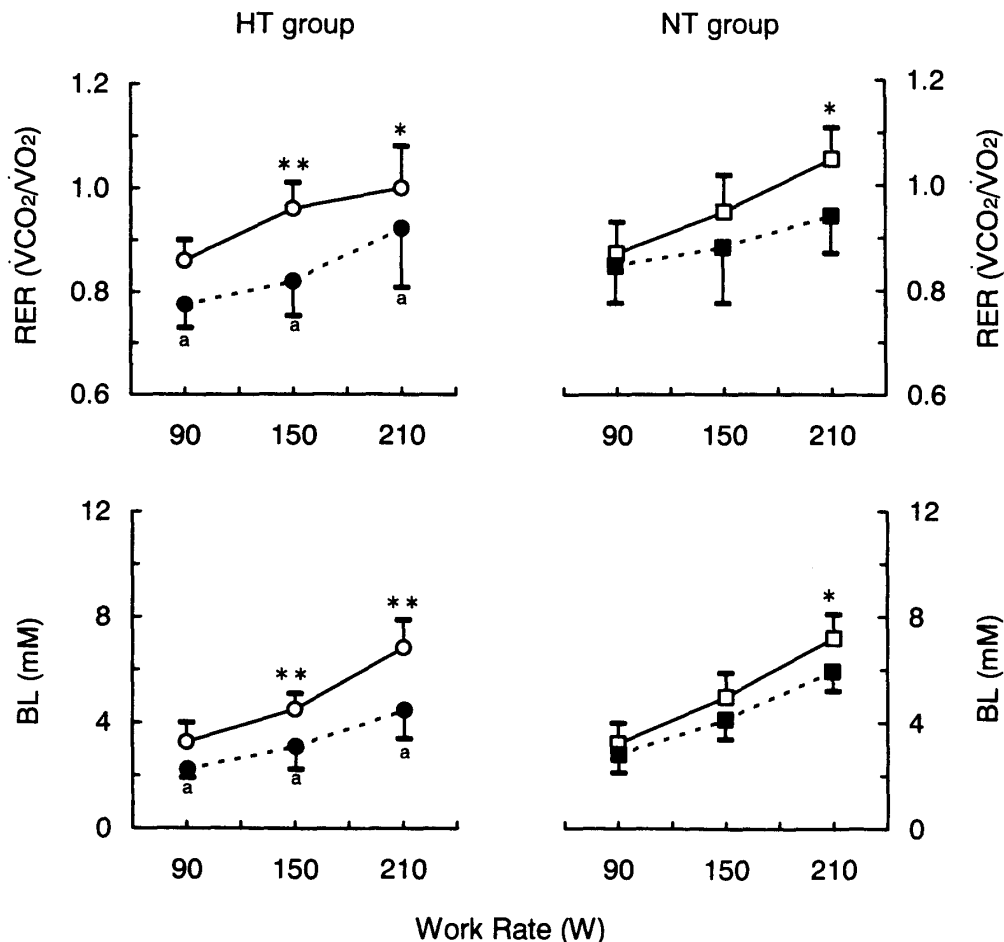 HT group
NT group
RER (V̇CO2/V̇O2)
1.2
1.0
0.8
0.6
** *
a a a
90 150 210
*
1.2
1.0
0.8
0.6
RER (V̇CO2/V̇O2)
90 150 210
BL (mM)
12
8
4
0
** **
a a a
90 150 210
*
12
8
4
0
BL (mM)
90 150 210
Work Rate (W)